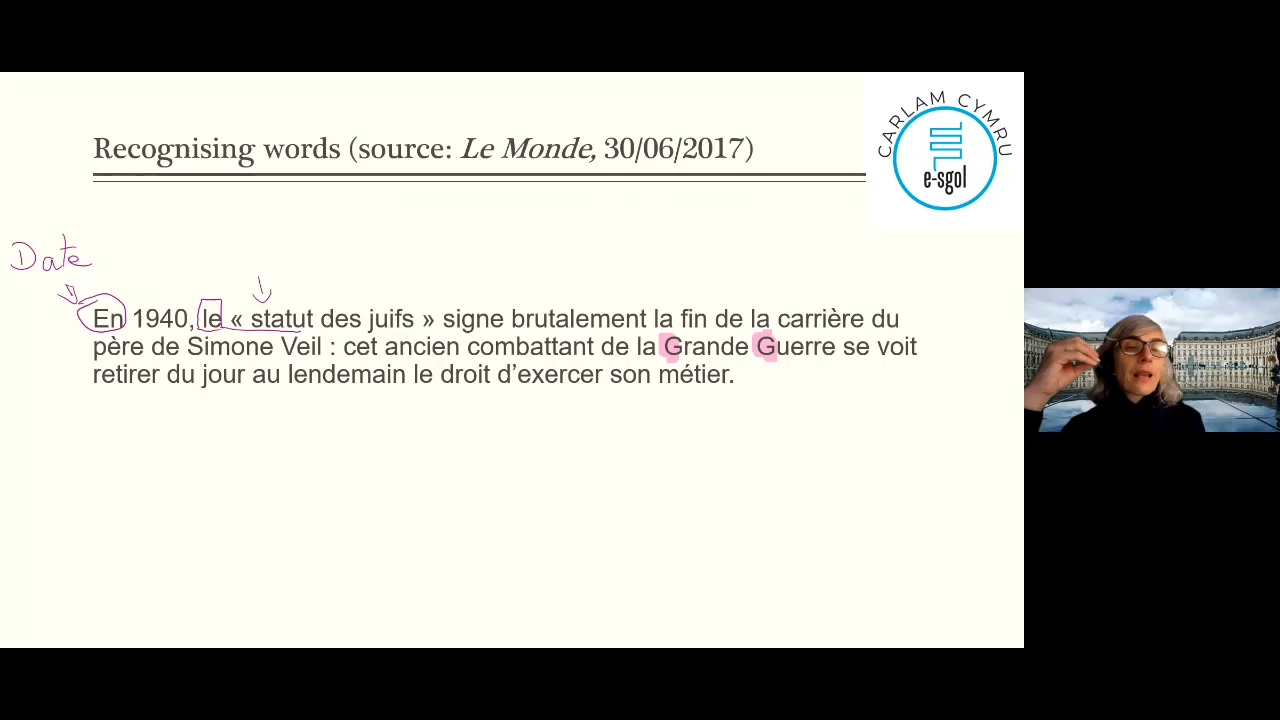 Recognising words (source: Le Monde, 30/06/2017)
CARLAM CYMRU
e-sgol
Date
En 1940, le « statut des juifs » signe brutalement la fin de la carrière du
père de Simone Veil : cet ancien combattant de la Grande Guerre se voit
retirer du jour au lendemain le droit d’exercer son métier.